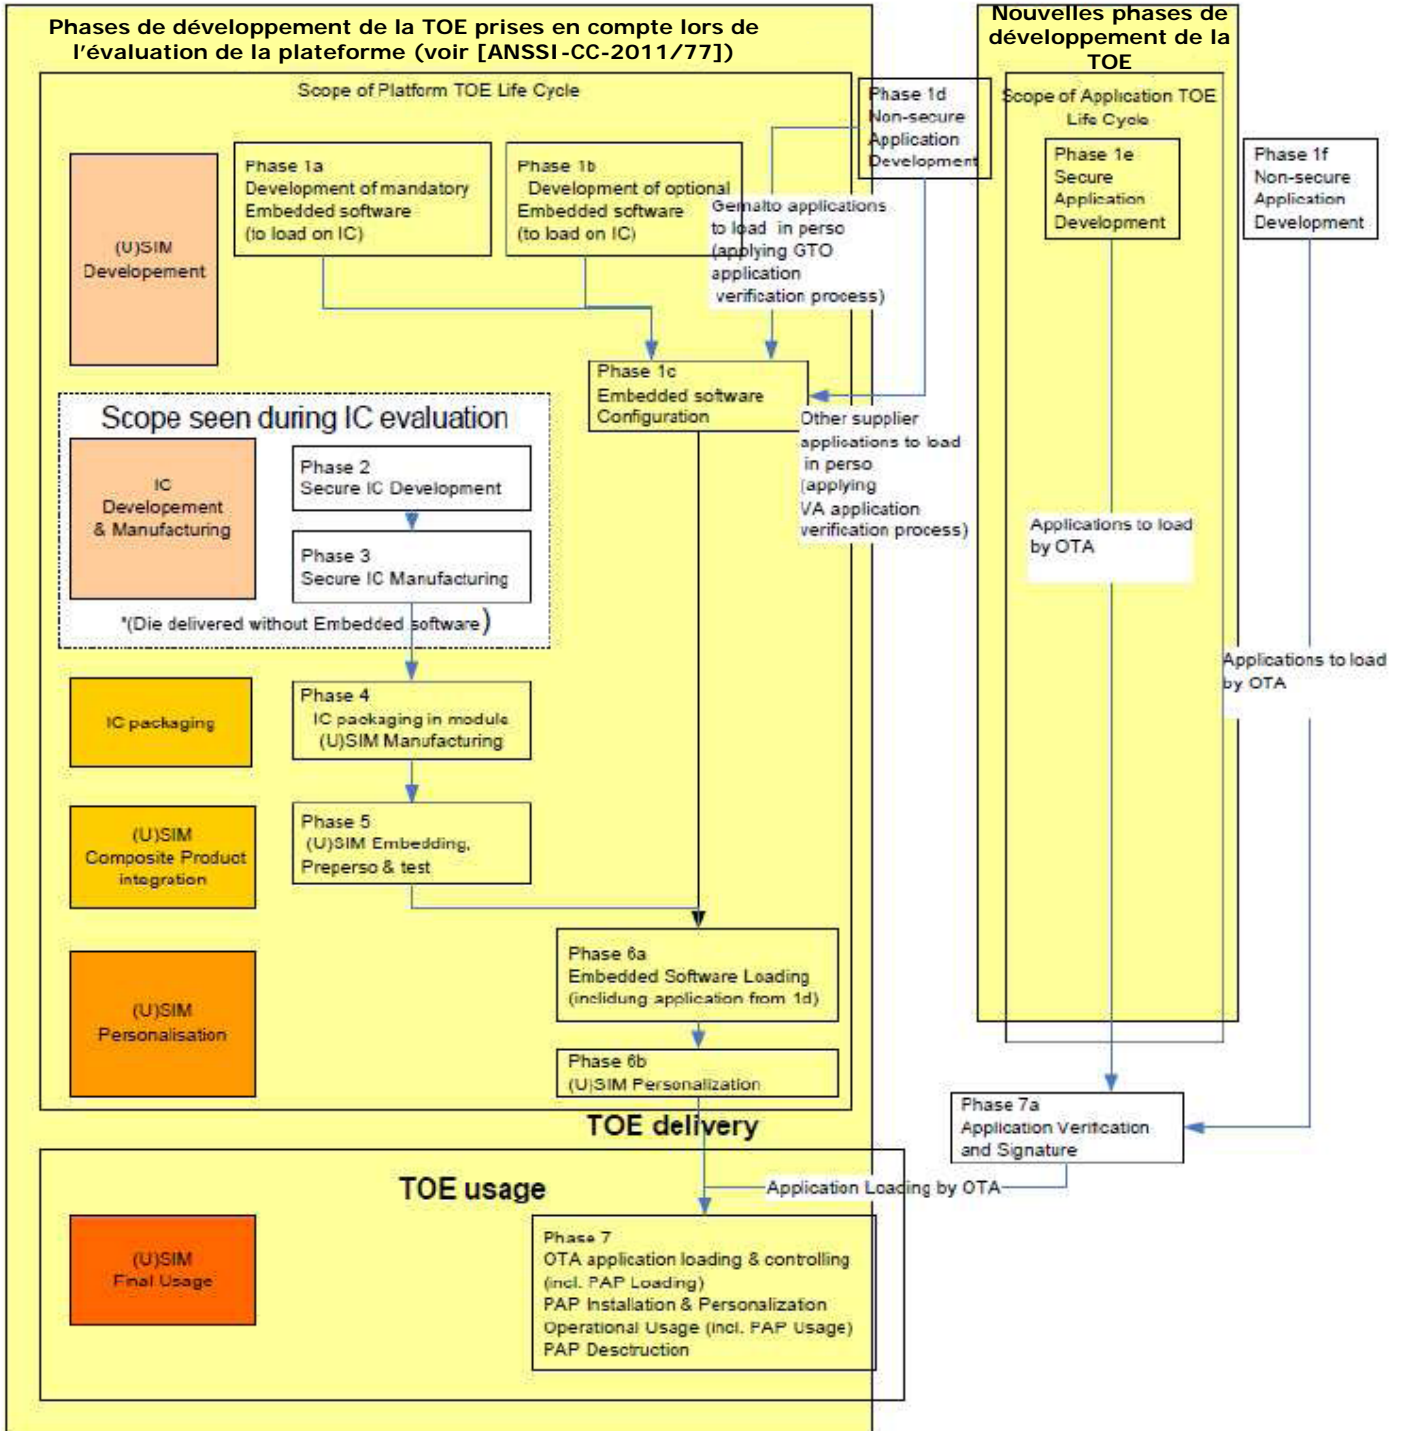 Phases de développement de la TOE prises en compte lors de
l'évaluation de la plateforme (voir [ANSSI-CC-2011/77])
Nouvelles phases de
développement de la
TOE
Scope of Platform TOE Life Cycle
Phase 1d
Non-secure
Application
Development
Scope of Application TOE
Life Cycle
(U)SIM
Developement
Phase 1a
Development of mandatory
Embedded software
(to load on IC)
Phase 1b
Development of optional
Embedded software
(to load on IC)
Gemalto applications
to load in perso
(applying GTO
application
verification process)
Phase 1e
Secure
Application
Development
Phase 1f
Non-secure
Application
Development
Phase 1c
Embedded software
Configuration
Other supplier
applications to load
in perso
(applying
VA application
verification process)
Scope seen during IC evaluation
IC
Developement
& Manufacturing
Phase 2
Secure IC Development
Phase 3
Secure IC Manufacturing
*(Die delivered without Embedded software)
Applications to load
by OTA
Applications to load
by OTA
IC packaging
Phase 4
IC packaging in module
(U)SIM Manufacturing
(U)SIM
Composite Product
integration
Phase 5
(U)SIM Embedding,
Preperso & test
(U)SIM
Personalisation
Phase 6a
Embedded Software Loading
(inclidung application from 1d)
Phase 6b
(U)SIM Personalization
Phase 7a
Application Verification
and Signature
TOE delivery
TOE usage
Application Loading by OTA
(U)SIM
Final Usage
Phase 7
OTA application loading & controlling
(incl. PAP Loading)
PAP Installation & Personalization
Operational Usage (incl. PAP Usage)
PAP Desctruction